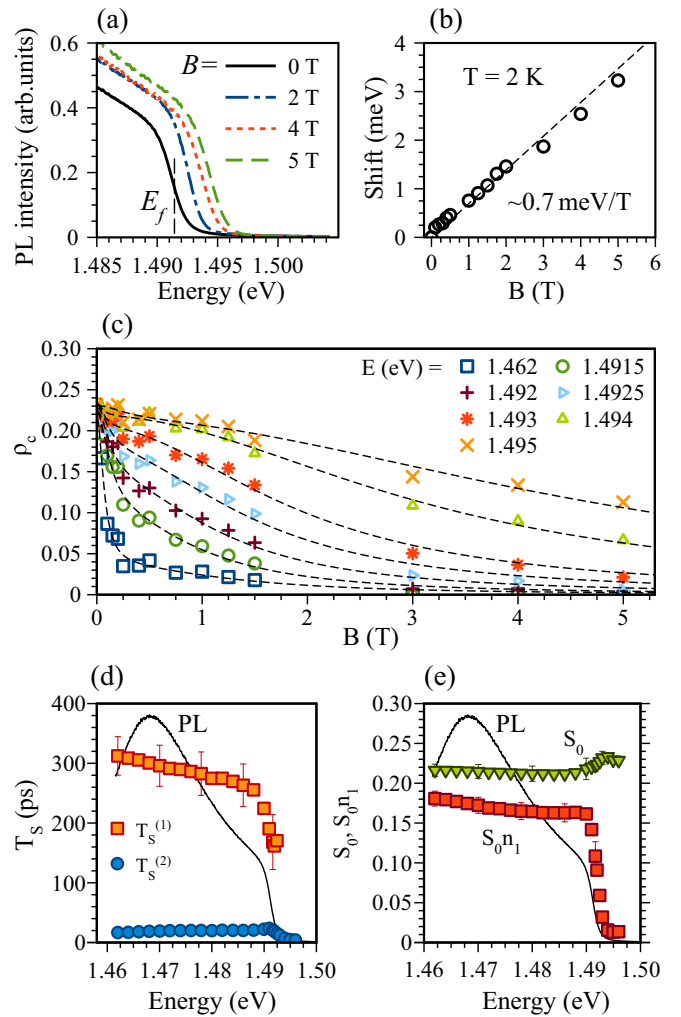 (a)
PL intensity (arb.units)
0.6
0.4
0.2
0
B =
0 T
2 T
4 T
5 T
E_f
1.485 1.490 1.495 1.500
Energy (eV)
(b)
Shift (meV)
4
3
2
1
0
T = 2 K
~0.7 meV/T
0 1 2 3 4 5 6
B (T)
(c)
ρ_c
0.30
0.25
0.20
0.15
0.10
0.05
0
E (eV) =
1.462 1.4915
1.492 1.4925
1.493 1.494
1.495
0 1 2 3 4 5
B (T)
(d)
T_S (ps)
400
300
200
100
0
PL
T_S^(1)
T_S^(2)
1.46 1.47 1.48 1.49 1.50
Energy (eV)
(e)
S_0, S_0n_1
0.30
0.25
0.20
0.15
0.10
0.05
0
PL
S_0
S_0n_1
1.46 1.47 1.48 1.49 1.50
Energy (eV)